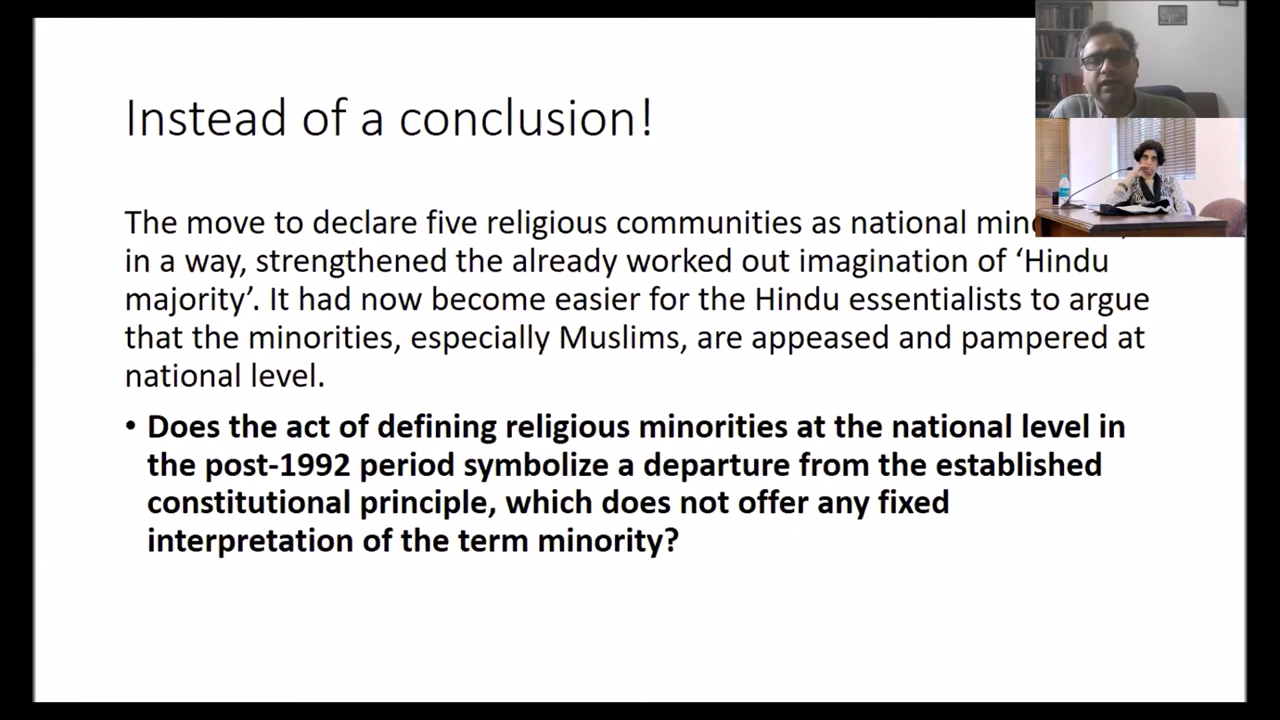 Instead of a conclusion!
The move to declare five religious communities as national
in a way, strengthened the already worked out imagination of ‘Hindu
majority’. It had now become easier for the Hindu essentialists to argue
that the minorities, especially Muslims, are appeased and pampered at
national level.
• Does the act of defining religious minorities at the national level in
the post-1992 period symbolize a departure from the established
constitutional principle, which does not offer any fixed
interpretation of the term minority?